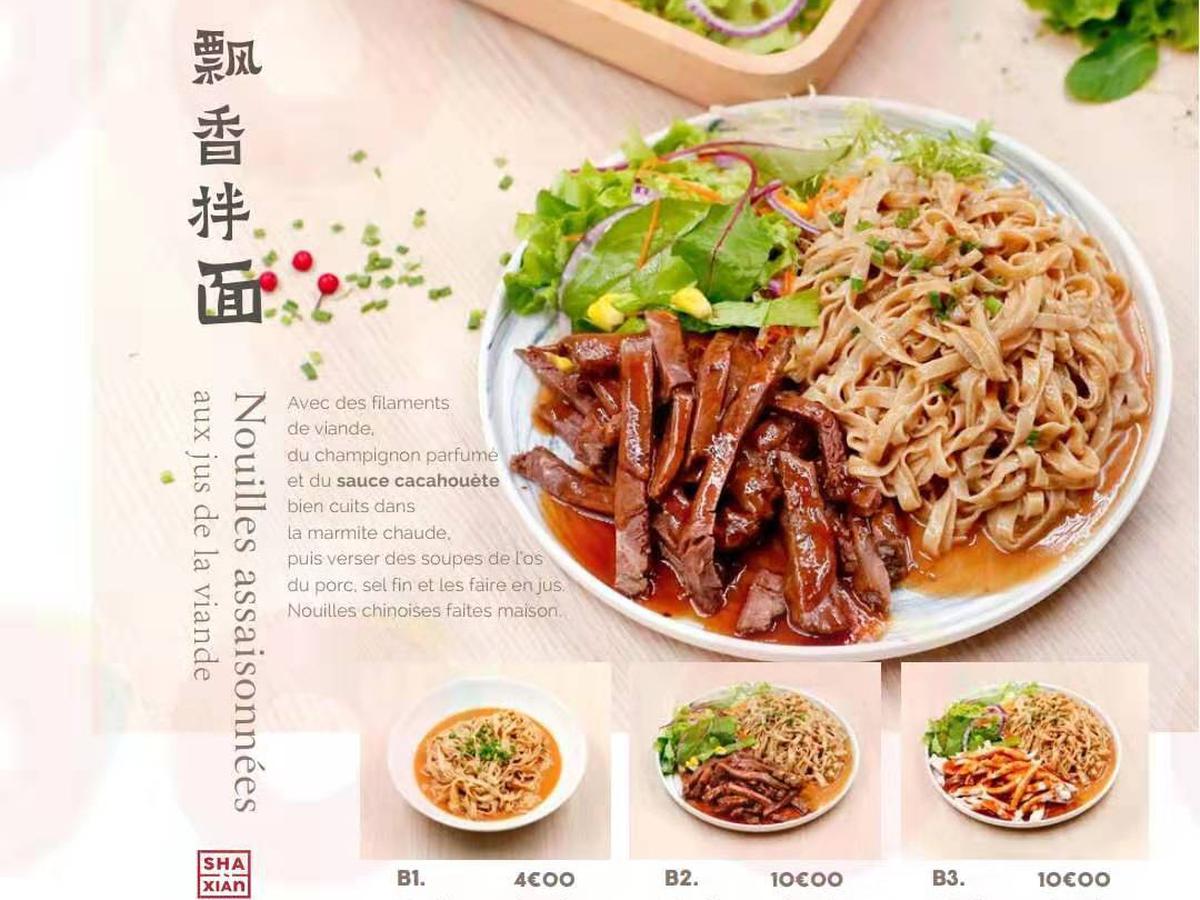 飘香拌面
Nouilles assaisonnées
aux jus de la viande
Avec des filaments
de viande,
du champignon parfumé
et du sauce cacahouète
bien cuits dans
la marmite chaude,
puis verser des soupes de l'os
du porc, sel fin et les faire en jus.
Nouilles chinoises faites maison.
SHA
XIAN
B1. 4€00
B2. 10€00
B3. 10€00